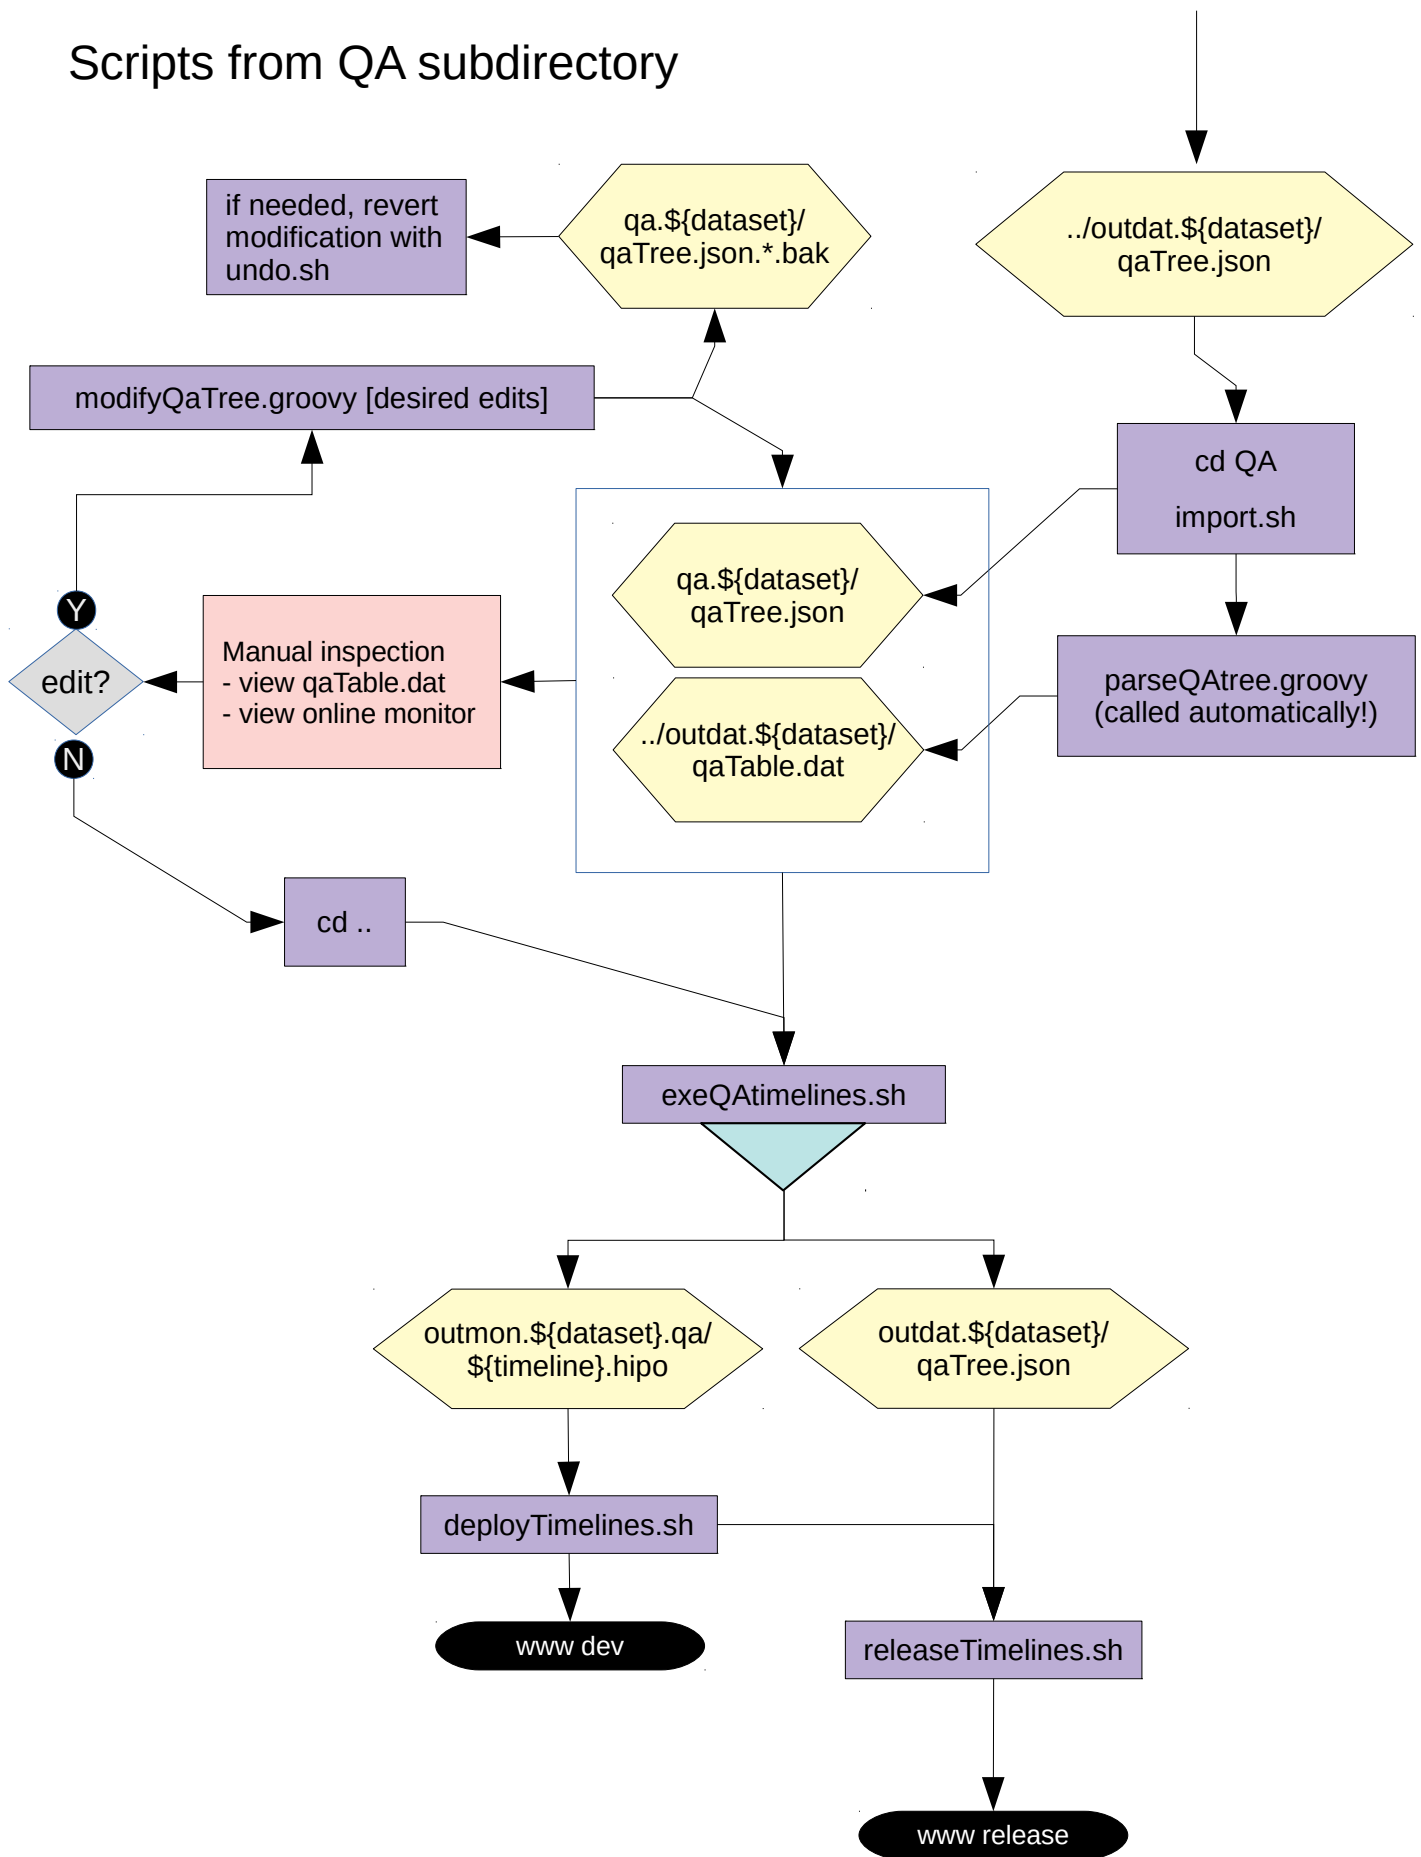 Scripts from QA subdirectory
if needed, revert
modification with
undo.sh
qa.${dataset}/
qaTree.json.*.bak
../outdat.${dataset}/
qaTree.json
modifyQaTree.groovy [desired edits]
cd QA
import.sh
qa.${dataset}/
qaTree.json
Y
edit?
N
Manual inspection
- view qaTable.dat
- view online monitor
../outdat.${dataset}/
qaTable.dat
parseQAtree.groovy
(called automatically!)
cd ..
exeQAtimelines.sh
outmon.${dataset}.qa/
${timeline}.hipo
outdat.${dataset}/
qaTree.json
deployTimelines.sh
www dev
releaseTimelines.sh
www release